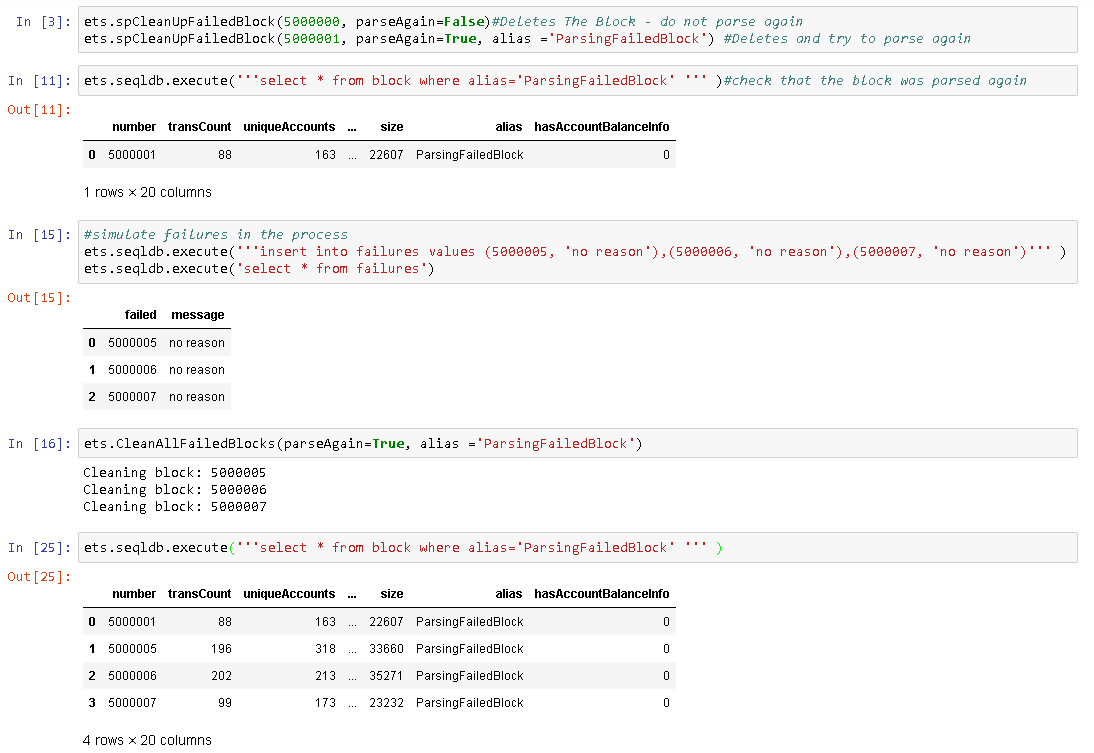 In [3]: ets.spCleanUpFailedBlock(5000000, parseAgain=False)#Deletes The Block - do not parse again
ets.spCleanUpFailedBlock(5000001, parseAgain=True, alias ='ParsingFailedBlock') #Deletes and try to parse again
In [11]: ets.seqldb.execute('''select * from block where alias='ParsingFailedBlock' ''' )#check that the block was parsed again
Out[11]:
number transCount uniqueAccounts ... size alias hasAccountBalanceInfo
0 5000001 88 163 ... 22607 ParsingFailedBlock 0
1 rows × 20 columns
In [15]: #simulate failures in the process
ets.seqldb.execute('''insert into failures values (5000005, 'no reason'),(5000006, 'no reason'),(5000007, 'no reason')''' )
ets.seqldb.execute('select * from failures')
Out[15]:
failed message
0 5000005 no reason
1 5000006 no reason
2 5000007 no reason
In [16]: ets.CleanAllFailedBlocks(parseAgain=True, alias ='ParsingFailedBlock')
Cleaning block: 5000005
Cleaning block: 5000006
Cleaning block: 5000007
In [25]: ets.seqldb.execute('''select * from block where alias='ParsingFailedBlock' ''' )
Out[25]:
number transCount uniqueAccounts ... size alias hasAccountBalanceInfo
0 5000001 88 163 ... 22607 ParsingFailedBlock 0
1 5000005 196 318 ... 33660 ParsingFailedBlock 0
2 5000006 202 213 ... 35271 ParsingFailedBlock 0
3 5000007 99 173 ... 23232 ParsingFailedBlock 0
4 rows × 20 columns